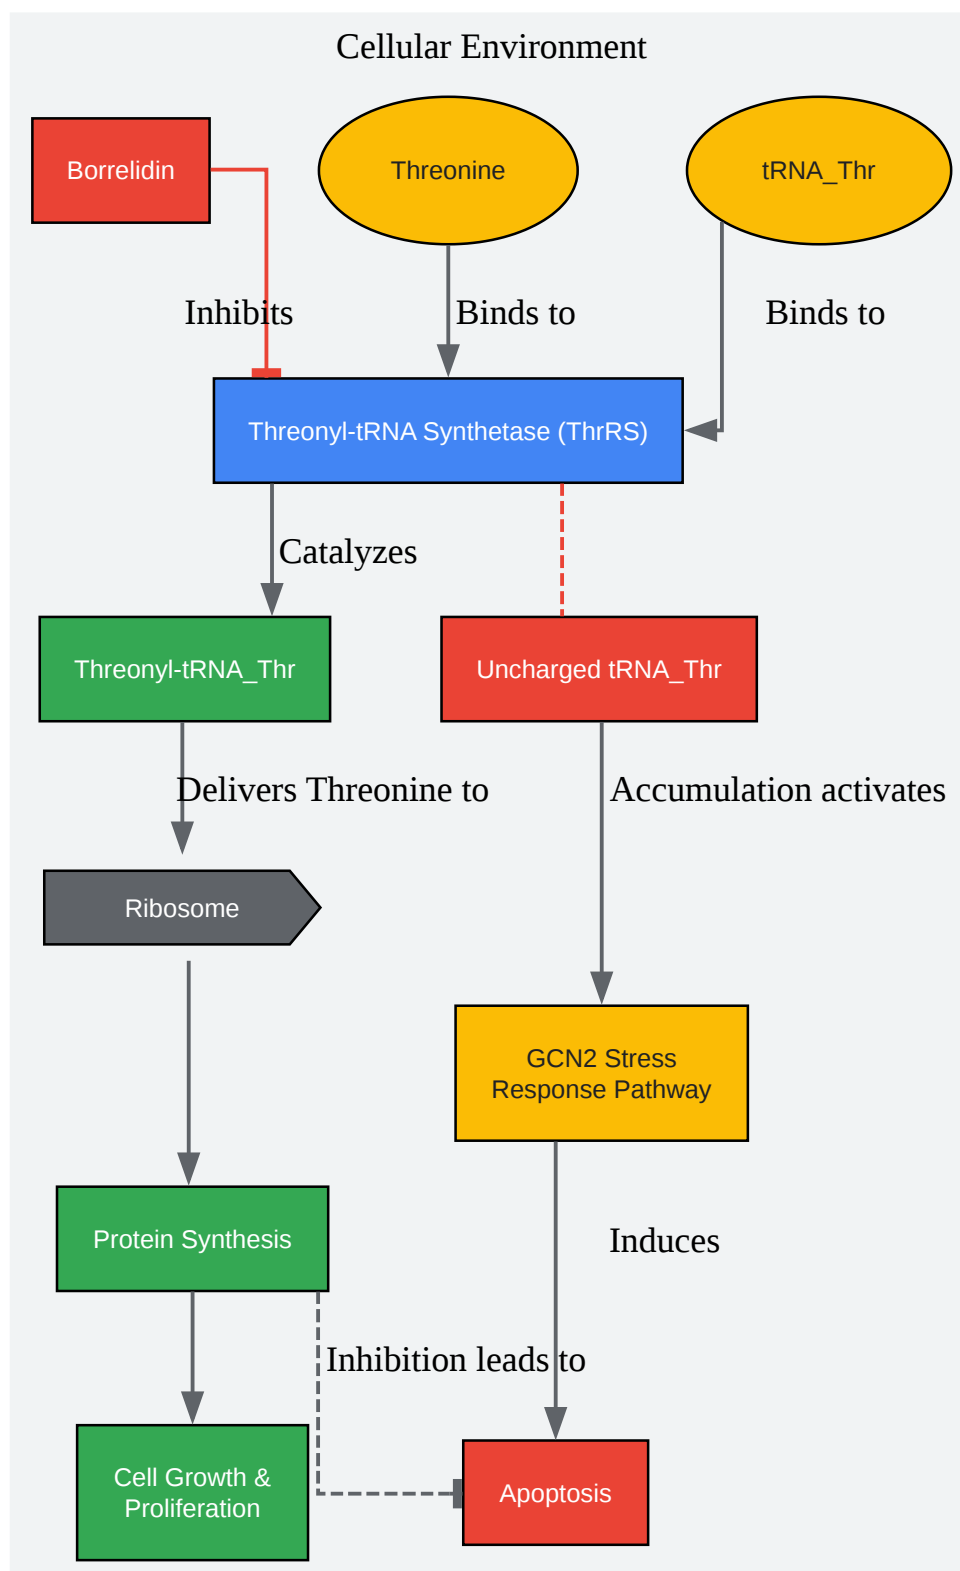 Cellular Environment
Borrelidin
Threonine
tRNA_Thr
Inhibits
Binds to
Binds to
Threonyl-tRNA Synthetase (ThrRS)
Catalyzes
Threonyl-tRNA_Thr
Uncharged tRNA_Thr
Delivers Threonine to
Accumulation activates
Ribosome
GCN2 Stress
Response Pathway
Protein Synthesis
Induces
Inhibition leads to
Cell Growth &
Proliferation
Apoptosis